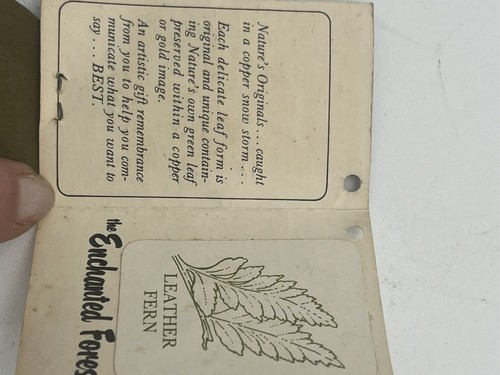 Nature's Originals . . . caught
in a copper snow storm . . .
Each delicate leaf form is
original and unique contain-
ing Nature's own green leaf
preserved within a copper
or gold image.
An artistic gift remembrance
from you to help you com-
municate what you want to
say . . . . BEST.
LEATHER
FERN
the Enchanted Fores